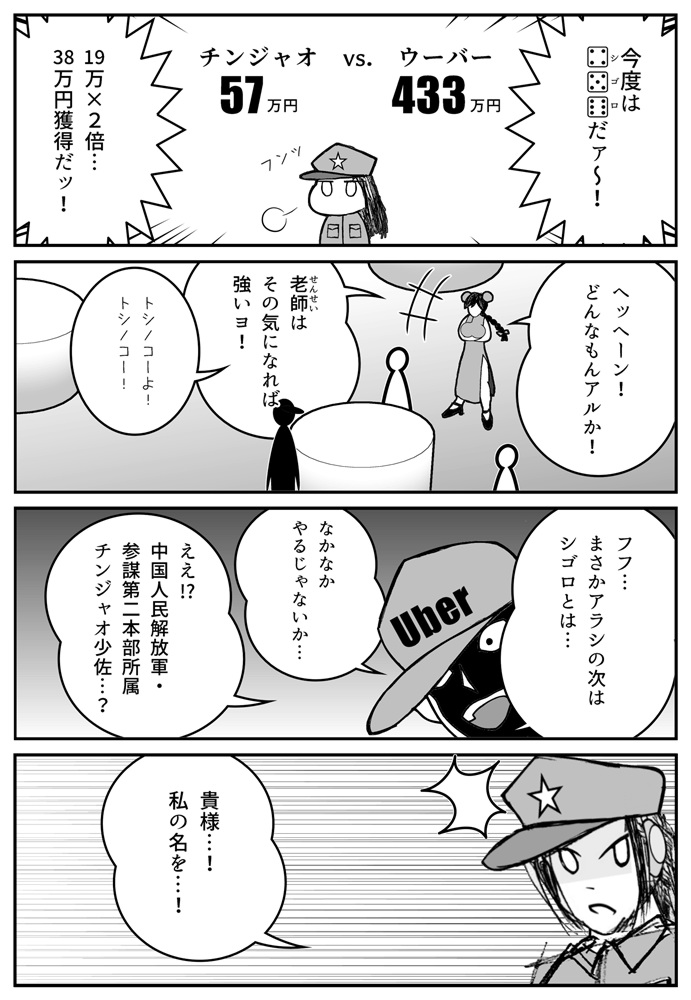 今度は
⚃⚄⚅だァ〜!
シゴロ
チンジャオ vs. ウーバー
57万円 433万円
フンッ
19万×2倍…
38万円獲得だッ!
ヘッヘーン!
どんなもんアルか!
老師は
せんせい
その気になれば
強いヨ!
トシノコーよ!
トシノコー!
フフ…
まさかアラシの次は
シゴロとは…
Uber
なかなか
やるじゃないか…
ええ!?
中国人民解放軍・
参謀第二本部所属
チンジャオ少佐…?
貴様…!
私の名を…!